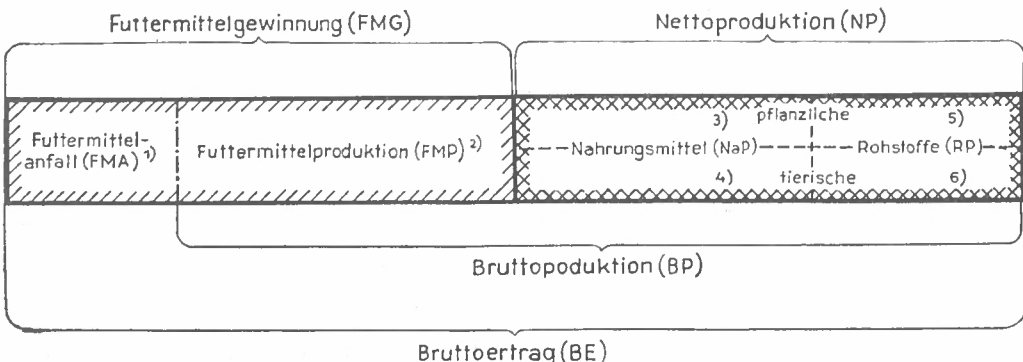 Futtermittelgewinnung (FMG)
Nettoproduktion (NP)
Futtermittel-
anfall (FMA) 1)
Futtermittelproduktion (FMP) 2)
3) pflanzliche 5)
Nahrungsmittel (NaP)
Rohstoffe (RP)
4) tierische 6)
Bruttopoduktion (BP)
Bruttoertrag (BE)